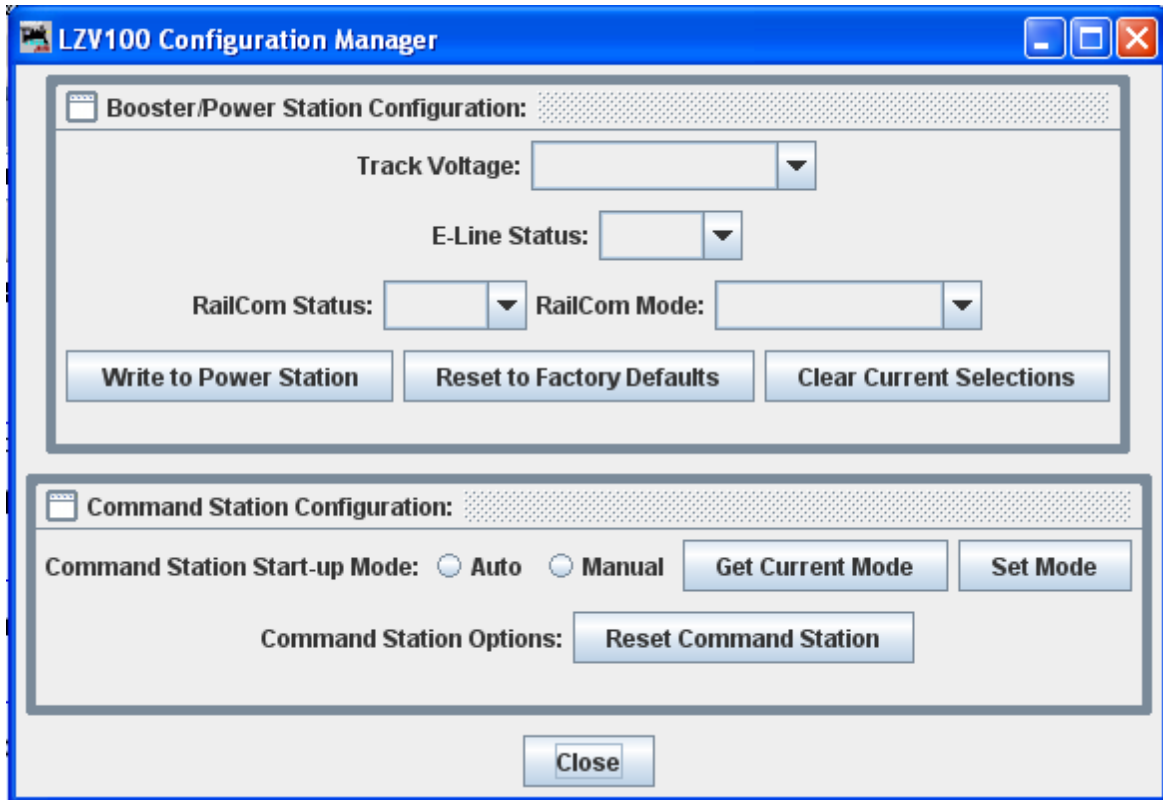 LZV100 Configuration Manager
Booster/Power Station Configuration:
Track Voltage:
E-Line Status:
RailCom Status: RailCom Mode:
Write to Power Station Reset to Factory Defaults Clear Current Selections
Command Station Configuration:
Command Station Start-up Mode: Auto Manual Get Current Mode Set Mode
Command Station Options: Reset Command Station
Close